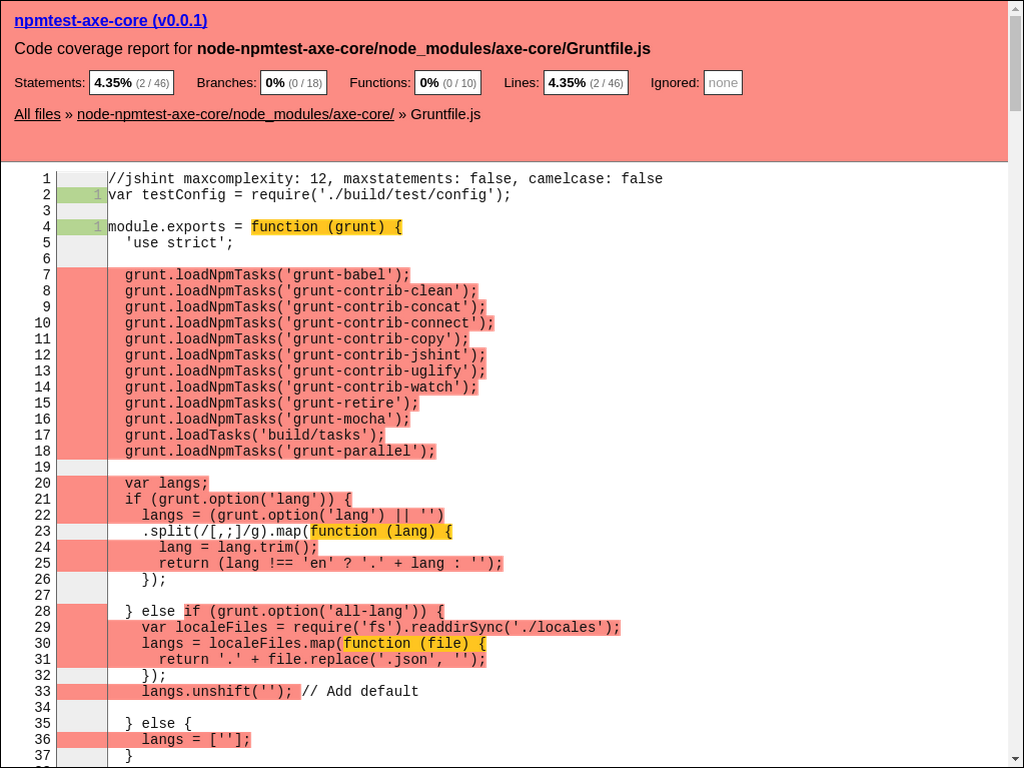 npmtest-axe-core (v0.0.1)
Code coverage report for node-npmtest-axe-core/node_modules/axe-core/Gruntfile.js
Statements: 4.35% (2 / 46) Branches: 0% (0 / 18) Functions: 0% (0 / 10) Lines: 4.35% (2 / 46) Ignored: none
All files » node-npmtest-axe-core/node_modules/axe-core/ » Gruntfile.js
1 //jshint maxcomplexity: 12, maxstatements: false, camelcase: false
2 1 var testConfig = require('./build/test/config');
3
4 1 module.exports = function (grunt) {
5   'use strict';
6
7   grunt.loadNpmTasks('grunt-babel');
8   grunt.loadNpmTasks('grunt-contrib-clean');
9   grunt.loadNpmTasks('grunt-contrib-concat');
10   grunt.loadNpmTasks('grunt-contrib-connect');
11   grunt.loadNpmTasks('grunt-contrib-copy');
12   grunt.loadNpmTasks('grunt-contrib-jshint');
13   grunt.loadNpmTasks('grunt-contrib-uglify');
14   grunt.loadNpmTasks('grunt-contrib-watch');
15   grunt.loadNpmTasks('grunt-retire');
16   grunt.loadNpmTasks('grunt-mocha');
17   grunt.loadTasks('build/tasks');
18   grunt.loadNpmTasks('grunt-parallel');
19
20   var langs;
21   if (grunt.option('lang')) {
22     langs = (grunt.option('lang') || '')
23     .split(/[,;]/g).map(function (lang) {
24       lang = lang.trim();
25       return (lang !== 'en' ? '.' + lang : '');
26     });
27
28   } else if (grunt.option('all-lang')) {
29     var localeFiles = require('fs').readdirSync('./locales');
30     langs = localeFiles.map(function (file) {
31       return '.' + file.replace('.json', '');
32     });
33     langs.unshift(''); // Add default
34
35   } else {
36     langs = [''];
37   }